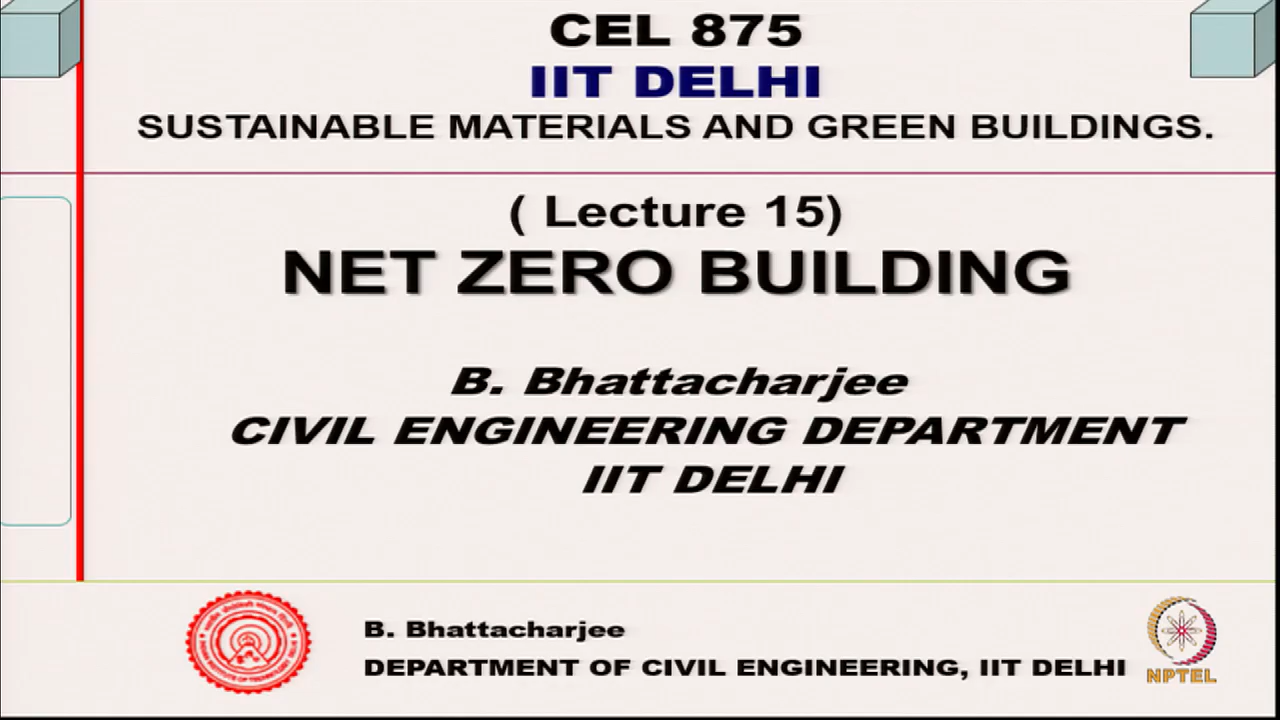 CEL 875
IIT DELHI
SUSTAINABLE MATERIALS AND GREEN BUILDINGS.
( Lecture 15)
NET ZERO BUILDING
B. Bhattacharjee
CIVIL ENGINEERING DEPARTMENT
IIT DELHI
B. Bhattacharjee
DEPARTMENT OF CIVIL ENGINEERING, IIT DELHI
NPTEL